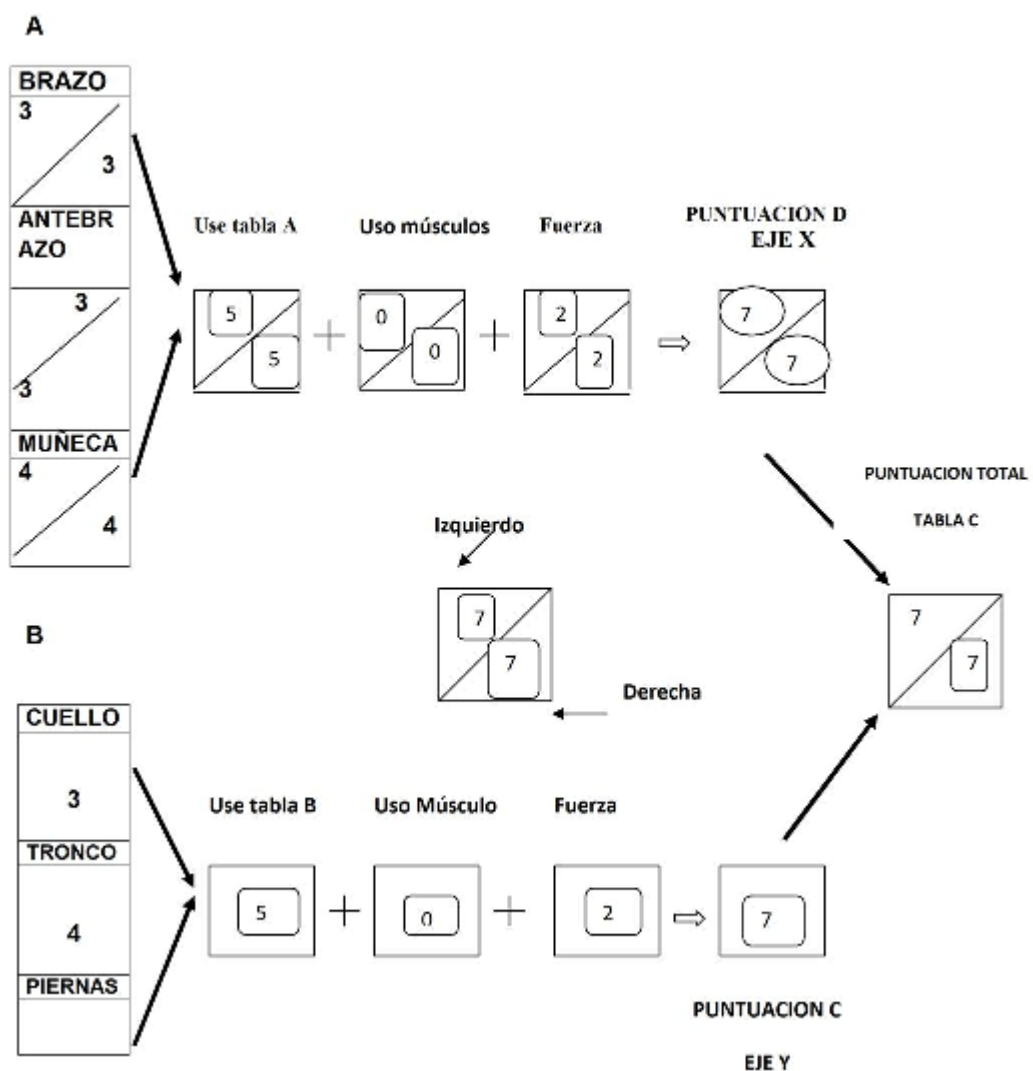 A
BRAZO
3
3
ANTEBR
AZO
3
3
MUÑECA
4
4
Use tabla A
5
5
+
Uso músculos
0
0
+
Fuerza
2
2
PUNTUACION D
EJE X
7
7
PUNTUACION TOTAL
TABLA C
7
7
Izquierdo
7
7
Derecha
B
CUELLO
3
TRONCO
4
PIERNAS
Use tabla B
5
+
Uso Músculo
0
+
Fuerza
2
7
PUNTUACION C
EJE Y